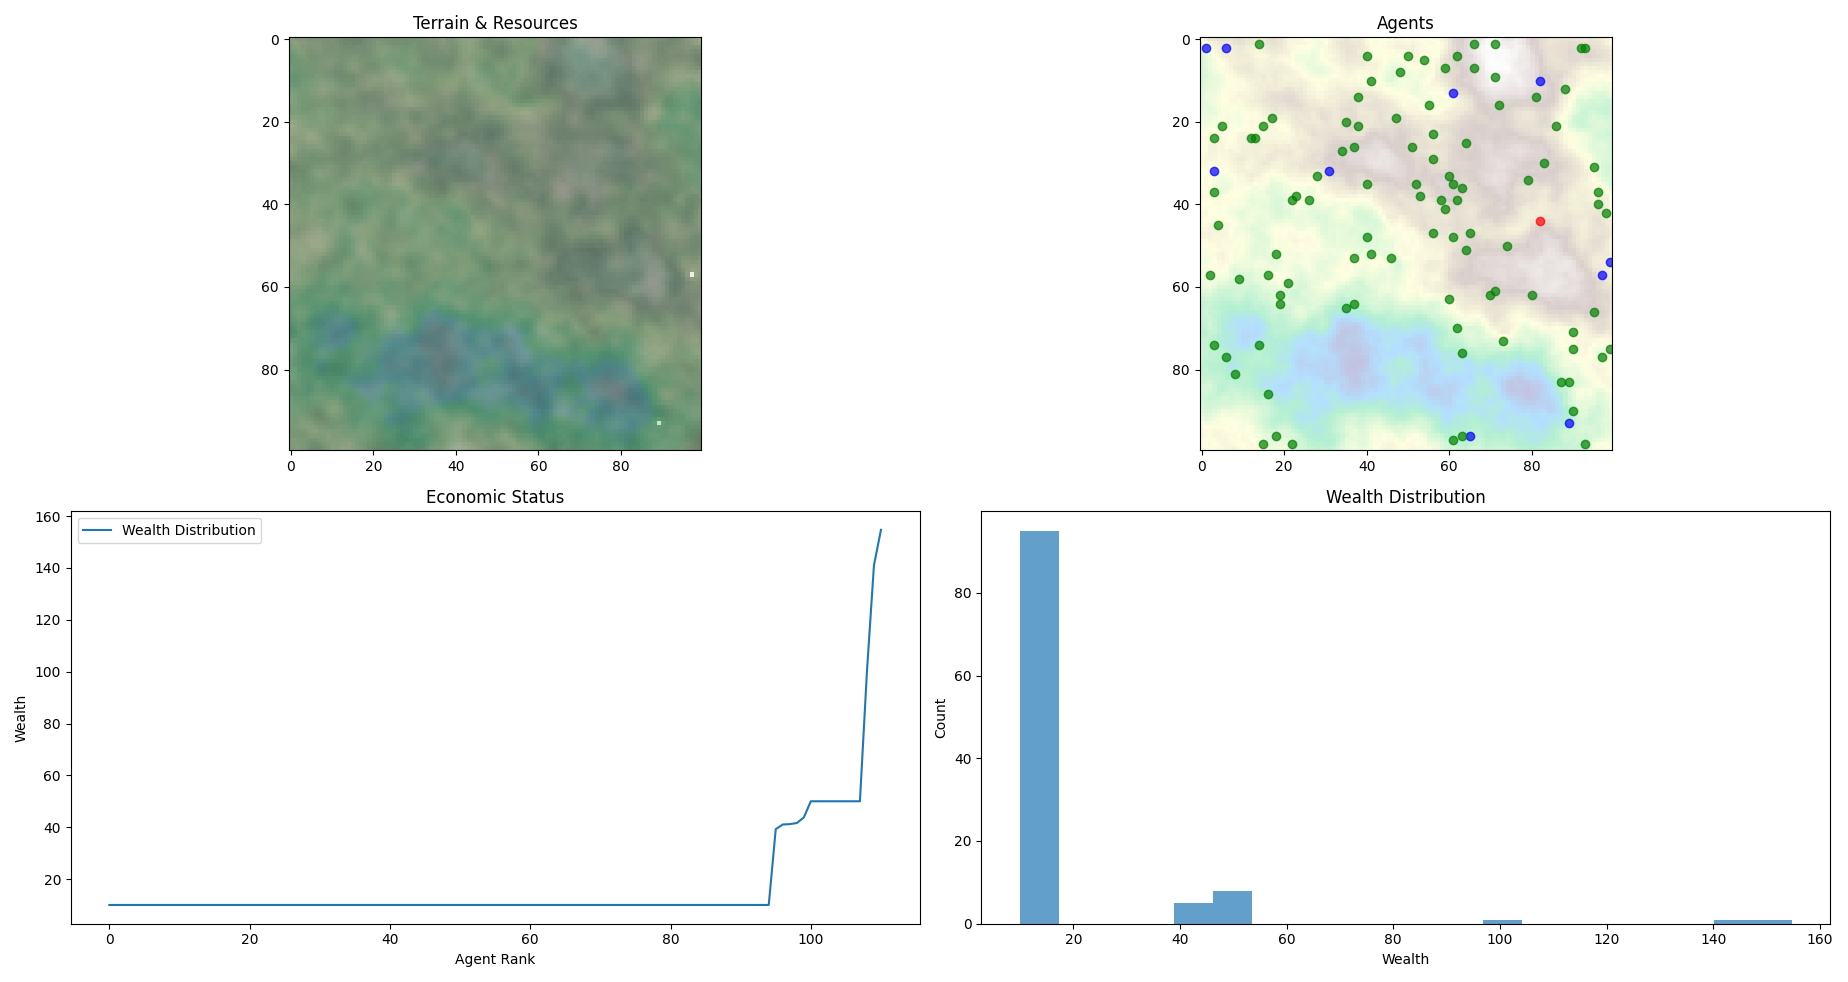 Terrain & Resources
0
20
40
60
80
0 20 40 60 80
Agents
0
20
40
60
80
0 20 40 60 80
Economic Status
Wealth Distribution
160
140
120
100
80
60
40
20
Wealth
0 20 40 60 80 100
Agent Rank
Wealth Distribution
80
60
40
20
0
Count
20 40 60 80 100 120 140 160
Wealth